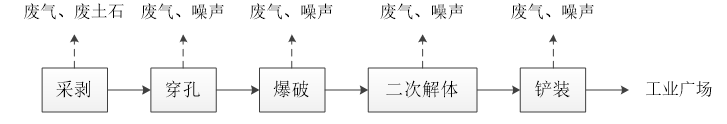 废气、废土石 废气、噪声 废气、噪声 废气、噪声 废气、噪声
采剥 穿孔 爆破 二次解体 铲装 工业广场